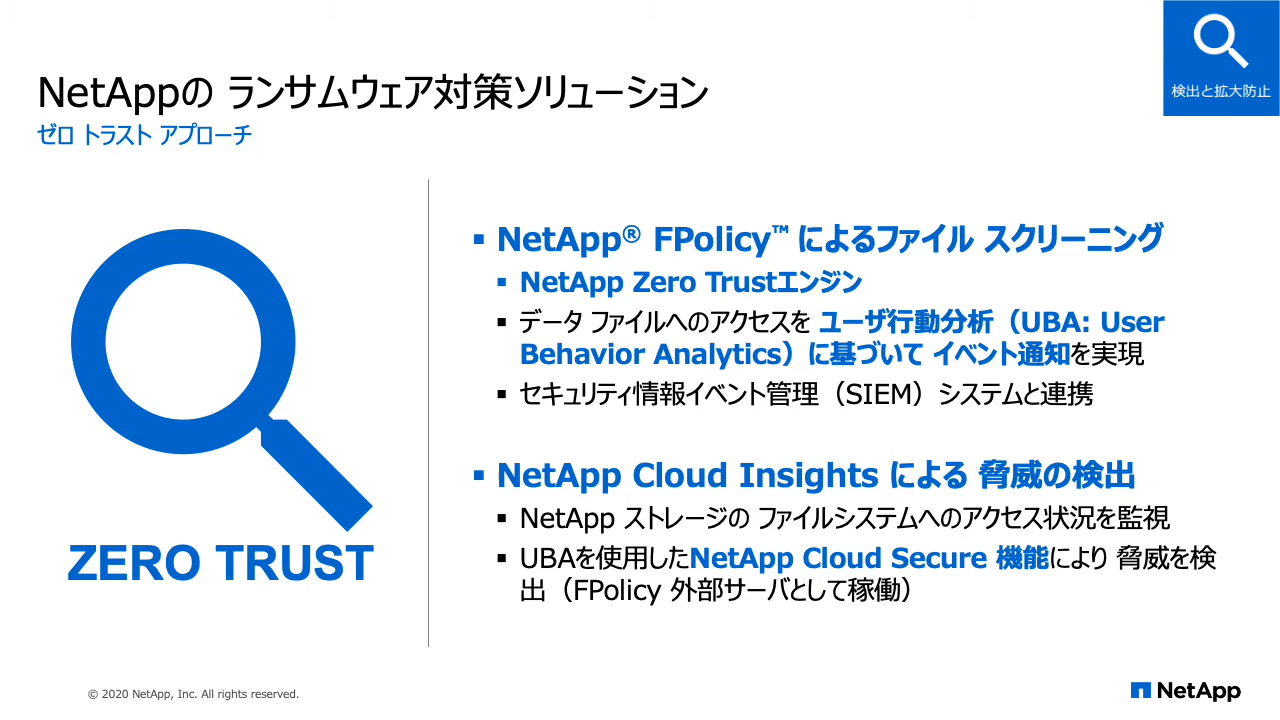 NetAppの ランサムウェア対策ソリューション
ゼロ トラスト アプローチ
検出と拡大防止
ZERO TRUST
▪ NetApp® FPolicy™ によるファイル スクリーニング
▪ NetApp Zero Trustエンジン
▪ データ ファイルへのアクセスを ユーザ行動分析（UBA: User
Behavior Analytics）に基づいて イベント通知を実現
▪ セキュリティ情報イベント管理（SIEM）システムと連携
▪ NetApp Cloud Insights による 脅威の検出
▪ NetApp ストレージの ファイルシステムへのアクセス状況を監視
▪ UBAを使用したNetApp Cloud Secure 機能により 脅威を検
出（FPolicy 外部サーバとして稼働）
© 2020 NetApp, Inc. All rights reserved.
NetApp